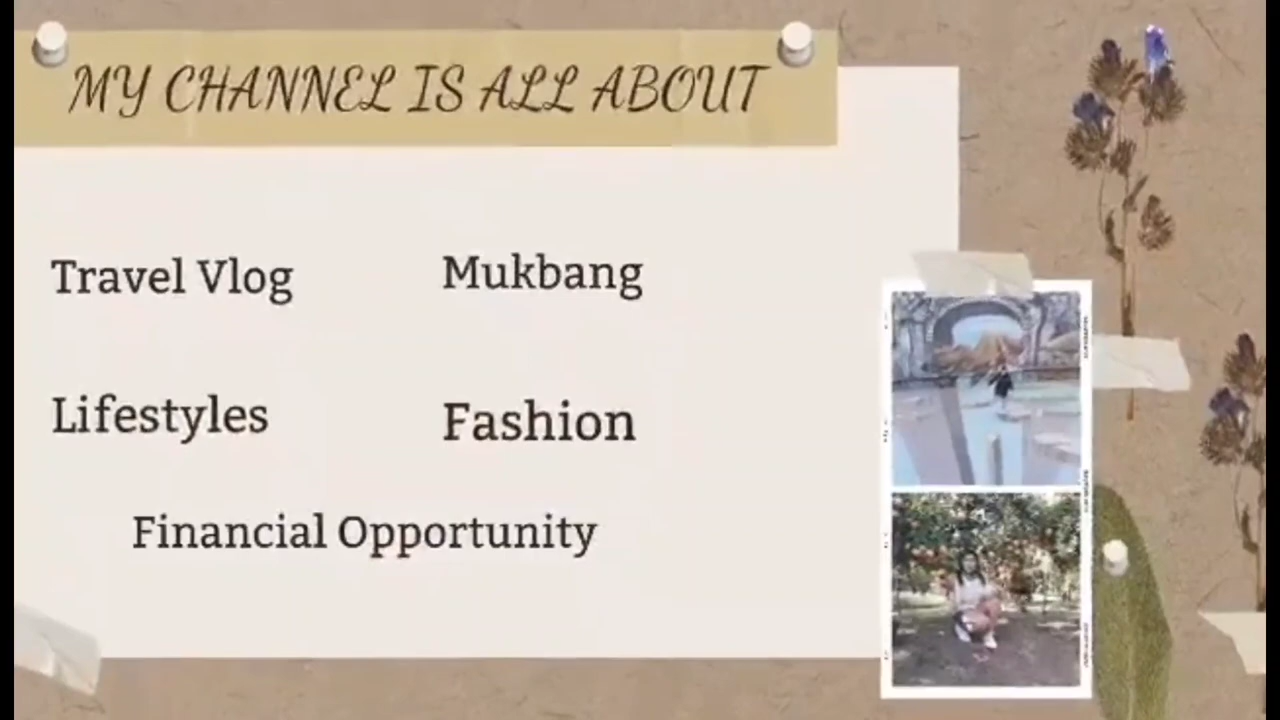 MY CHANNEL IS ALL ABOUT
Travel Vlog
Mukbang
Lifestyles
Fashion
Financial Opportunity